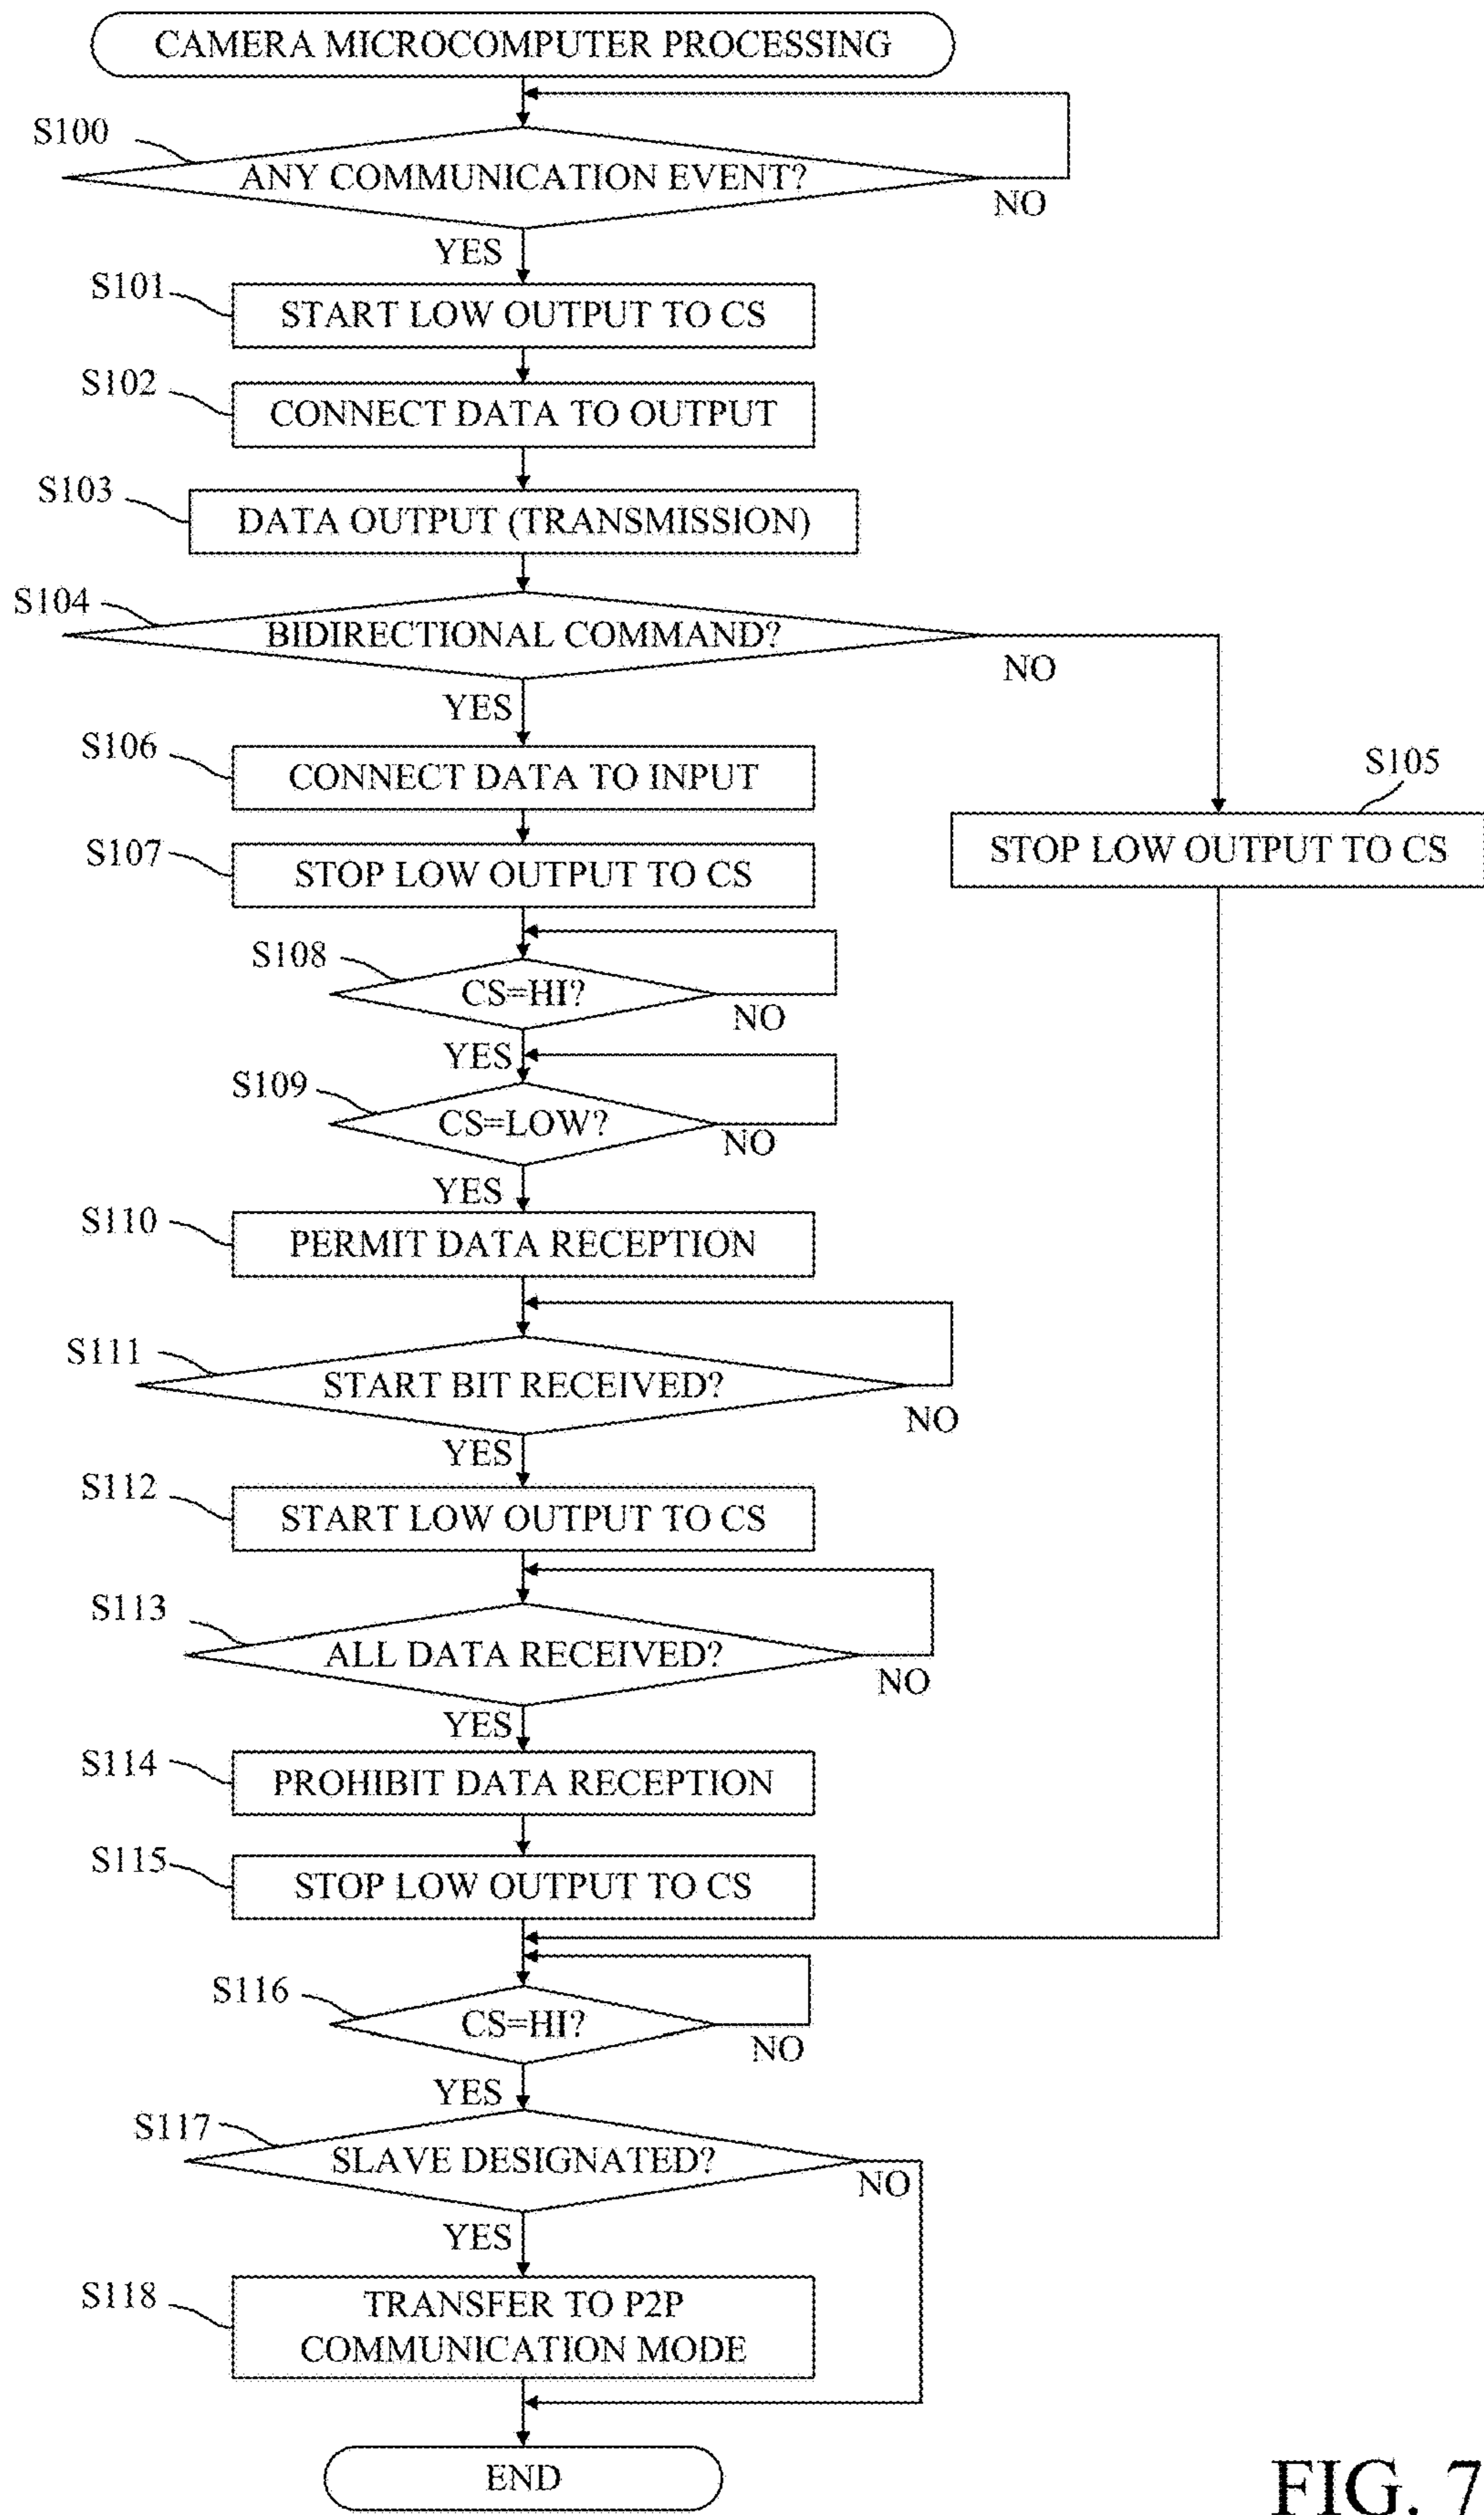 CAMERA MICROCOMPUTER PROCESSING
S100
ANY COMMUNICATION EVENT?
NO
YES
S101
START LOW OUTPUT TO CS
S102
CONNECT DATA TO OUTPUT
S103
DATA OUTPUT (TRANSMISSION)
S104
BIDIRECTIONAL COMMAND?
NO
YES
S106
CONNECT DATA TO INPUT
S105
STOP LOW OUTPUT TO CS
S107
STOP LOW OUTPUT TO CS
S108
CS=HI?
NO
YES
S109
CS=LOW?
NO
YES
S110
PERMIT DATA RECEPTION
S111
START BIT RECEIVED?
NO
YES
S112
START LOW OUTPUT TO CS
S113
ALL DATA RECEIVED?
NO
YES
S114
PROHIBIT DATA RECEPTION
S115
STOP LOW OUTPUT TO CS
S116
CS=HI?
NO
YES
S117
SLAVE DESIGNATED?
NO
YES
S118
TRANSFER TO P2P
COMMUNICATION MODE
END
FIG. 7